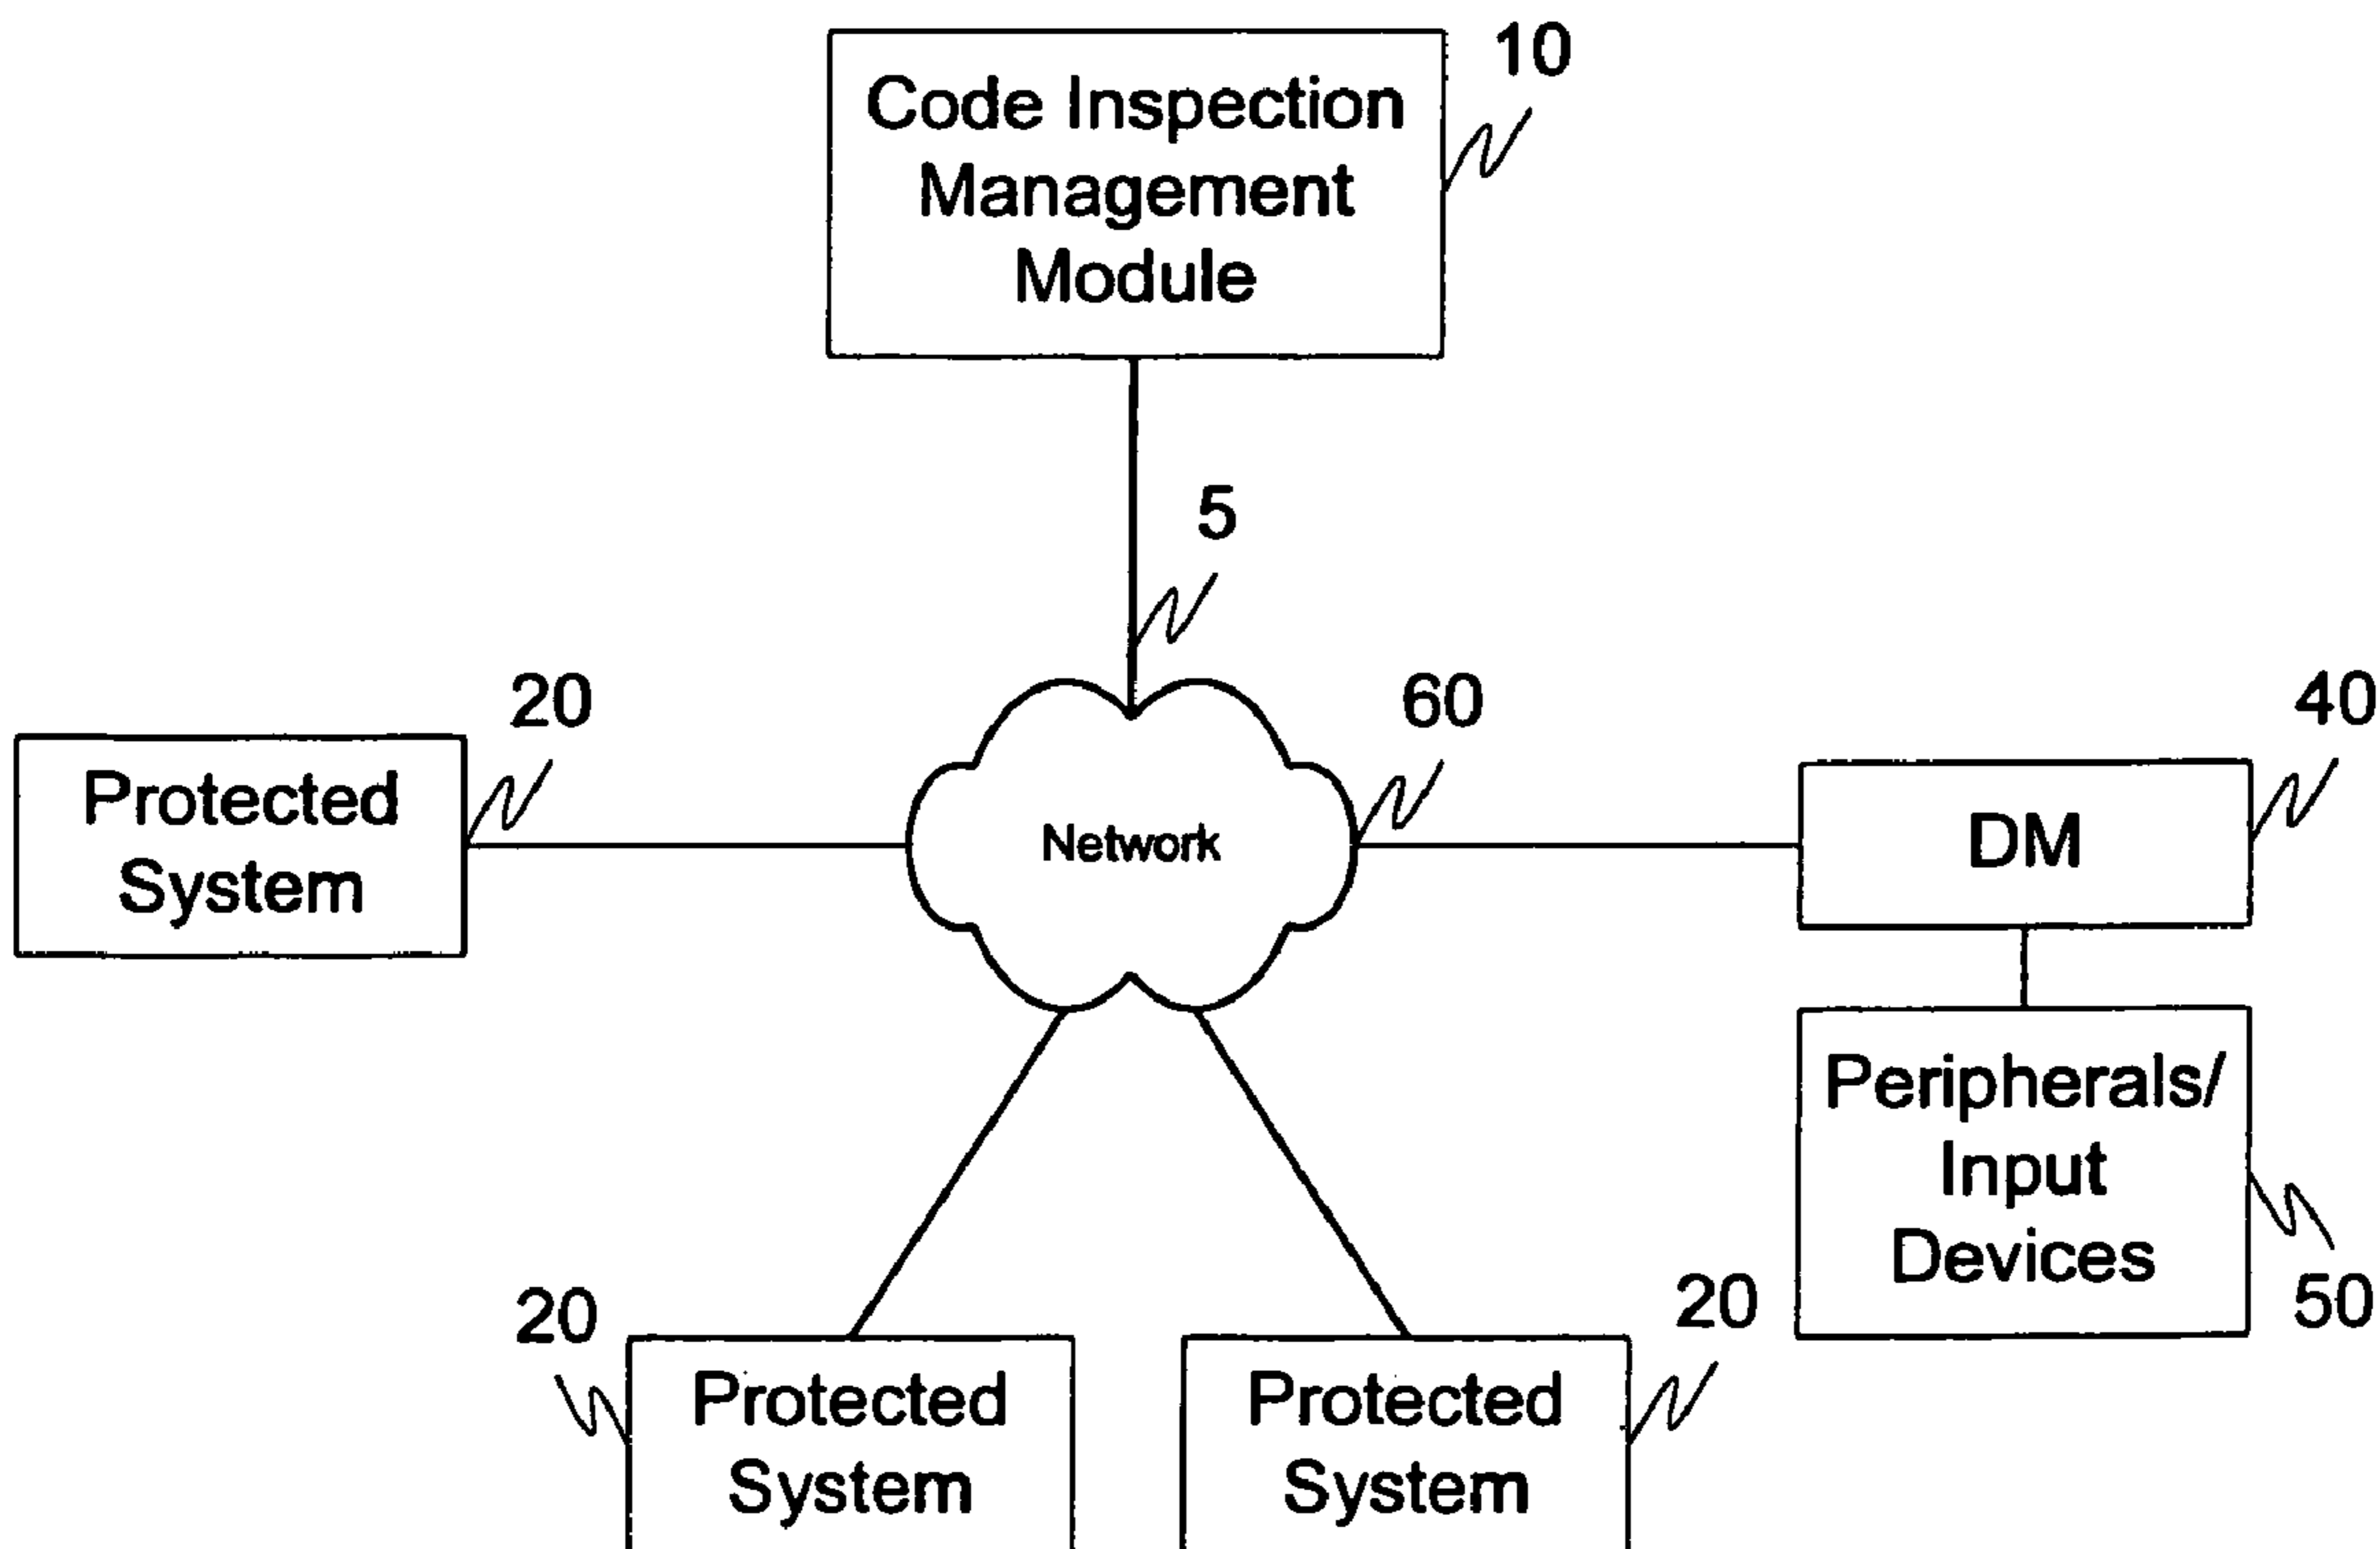 10
Code Inspection
Management
Module
5
20
60
40
Protected
System
Network
DM
Peripherals/
Input
Devices
50
20
20
Protected
System
Protected
System